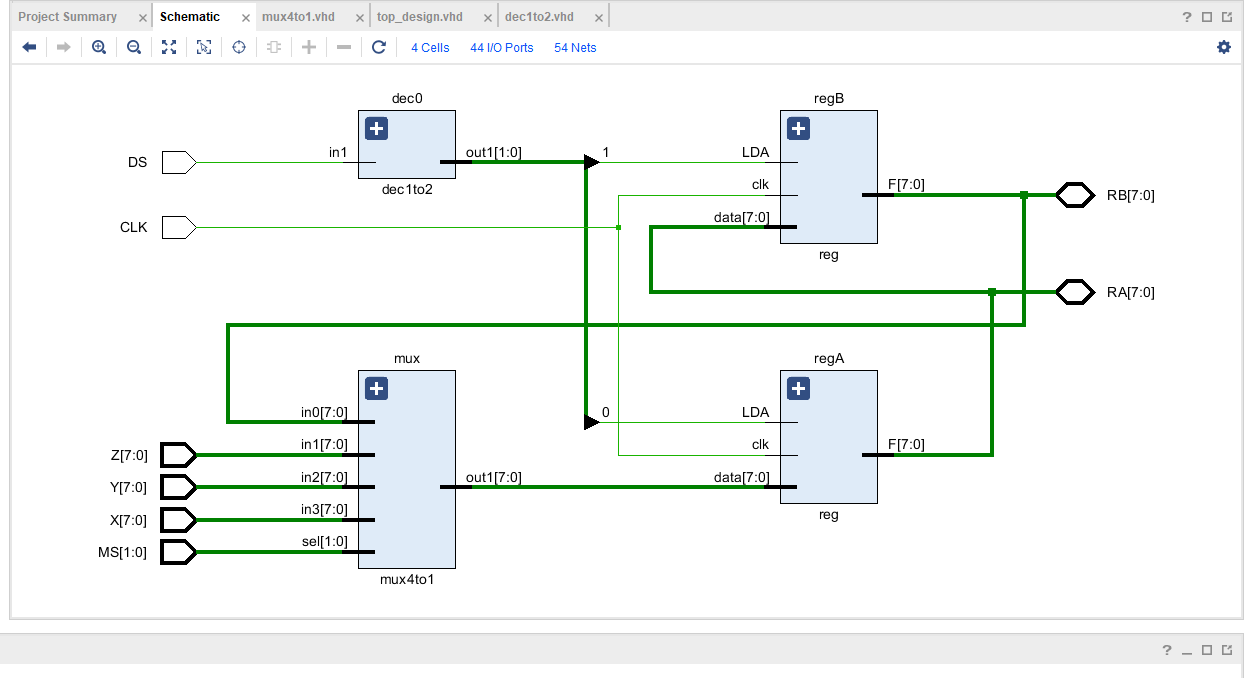 Project Summary × Schematic × mux4to1.vhd × top_design.vhd × dec1to2.vhd × ?
4 Cells 44 I/O Ports 54 Nets
dec0 regB
in1 out1[1:0] 1 LDA
DS
dec1to2
clk F[7:0]
RB[7:0]
data[7:0]
CLK
reg
RA[7:0]
mux regA
in0[7:0] 0 LDA
in1[7:0] clk F[7:0]
Z[7:0]
in2[7:0] out1[7:0] data[7:0]
Y[7:0]
in3[7:0] reg
X[7:0]
sel[1:0]
MS[1:0]
mux4to1
?